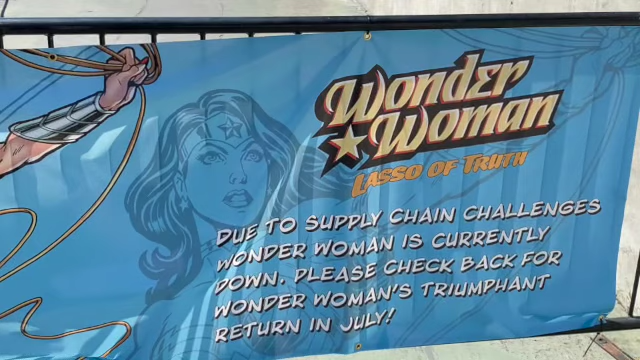 Wonder
Woman
LASSO OF TRUTH
DUE TO SUPPLY CHAIN CHALLENGES
WONDER WOMAN IS CURRENTLY
DOWN. PLEASE CHECK BACK FOR
WONDER WOMAN'S TRIUMPHANT
RETURN IN JULY!